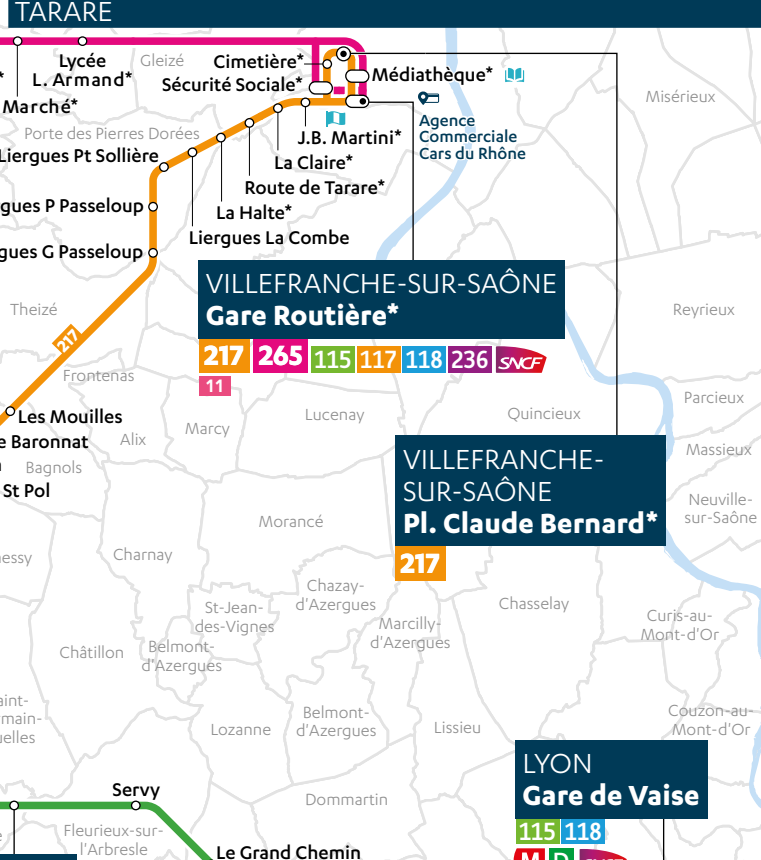 TARARE
Lycée
L. Armand*
Gleizé
Cimetière*
Sécurité Sociale*
Médiathèque*
Marché*
Misérieux
Agence
Commerciale
Cars du Rhône
Porte des Pierres Dorées
J.B. Martini*
Liergues Pt Sollière
La Claire*
Route de Tarare*
gues P Passeloup
La Halte*
Liergues La Combe
gues G Passeloup
VILLEFRANCHE-SUR-SAÔNE
Gare Routière*
217 265 115 117 118 236 SNCF
11
Theizé
Reyrieux
217
Frontenas
Les Mouilles
e Baronnat
Alix
Marcy
Lucenay
Quincieux
Parcieux
Bagnols
St Pol
Massieux
VILLEFRANCHE-
SUR-SAÔNE
Pl. Claude Bernard*
217
Neuville-
sur-Saône
Morancé
essy
Charnay
Chazay-
d'Azergues
St-Jean-
des-Vignes
Chasselay
Marcilly-
d'Azergues
Curis-au-
Mont-d'Or
Châtillon
Belmont-
d'Azergues
aint-
main-
uelles
Lozanne
Belmont-
d'Azergues
Lissieu
Couzon-au-
Mont-d'Or
LYON
Gare de Vaise
115 118
M D
Servy
Dommartin
Fleurieux-sur-
l'Arbresle
Le Grand Chemin